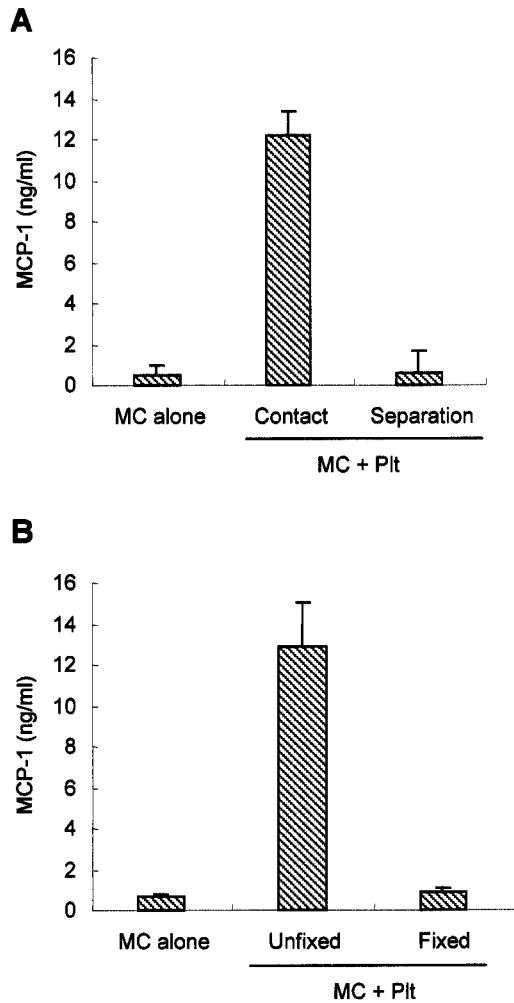 A
MCP-1 (ng/ml)
16
14
12
10
8
6
4
2
0
MC alone Contact Separation
MC + Plt
B
MCP-1 (ng/ml)
16
14
12
10
8
6
4
2
0
MC alone Unfixed Fixed
MC + Plt